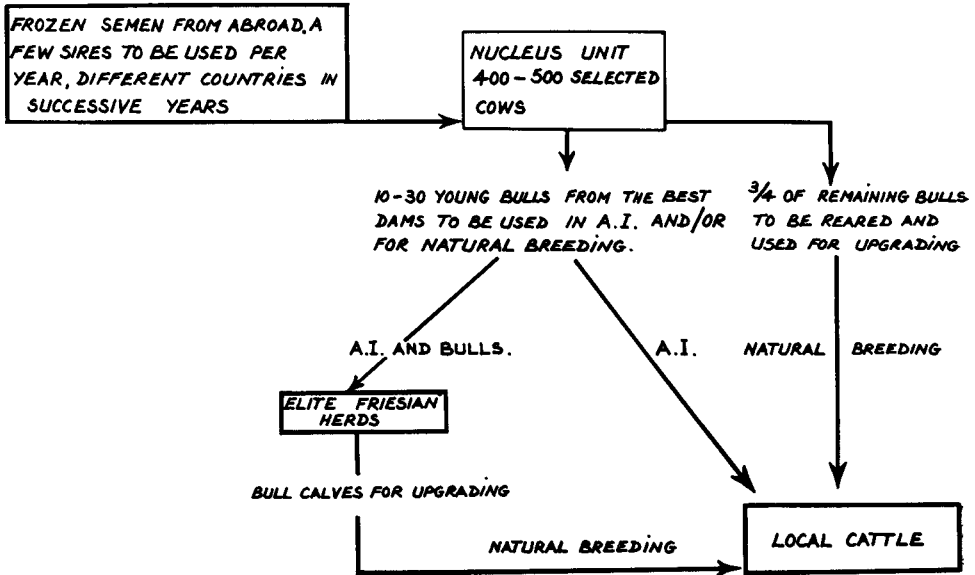 FROZEN SEMEN FROM ABROAD, A
FEW SIRES TO BE USED PER
YEAR, DIFFERENT COUNTRIES IN
SUCCESSIVE YEARS
NUCLEUS UNIT
400-500 SELECTED
COWS
10-30 YOUNG BULLS FROM THE BEST
DAMS TO BE USED IN A.I. AND/OR
FOR NATURAL BREEDING.
3/4 OF REMAINING BULLS
TO BE REARED AND
USED FOR UPGRADING
A.I. AND BULLS.
A.I.
NATURAL BREEDING
ELITE FRIESIAN
HERDS
BULL CALVES FOR UPGRADING
NATURAL BREEDING
LOCAL CATTLE